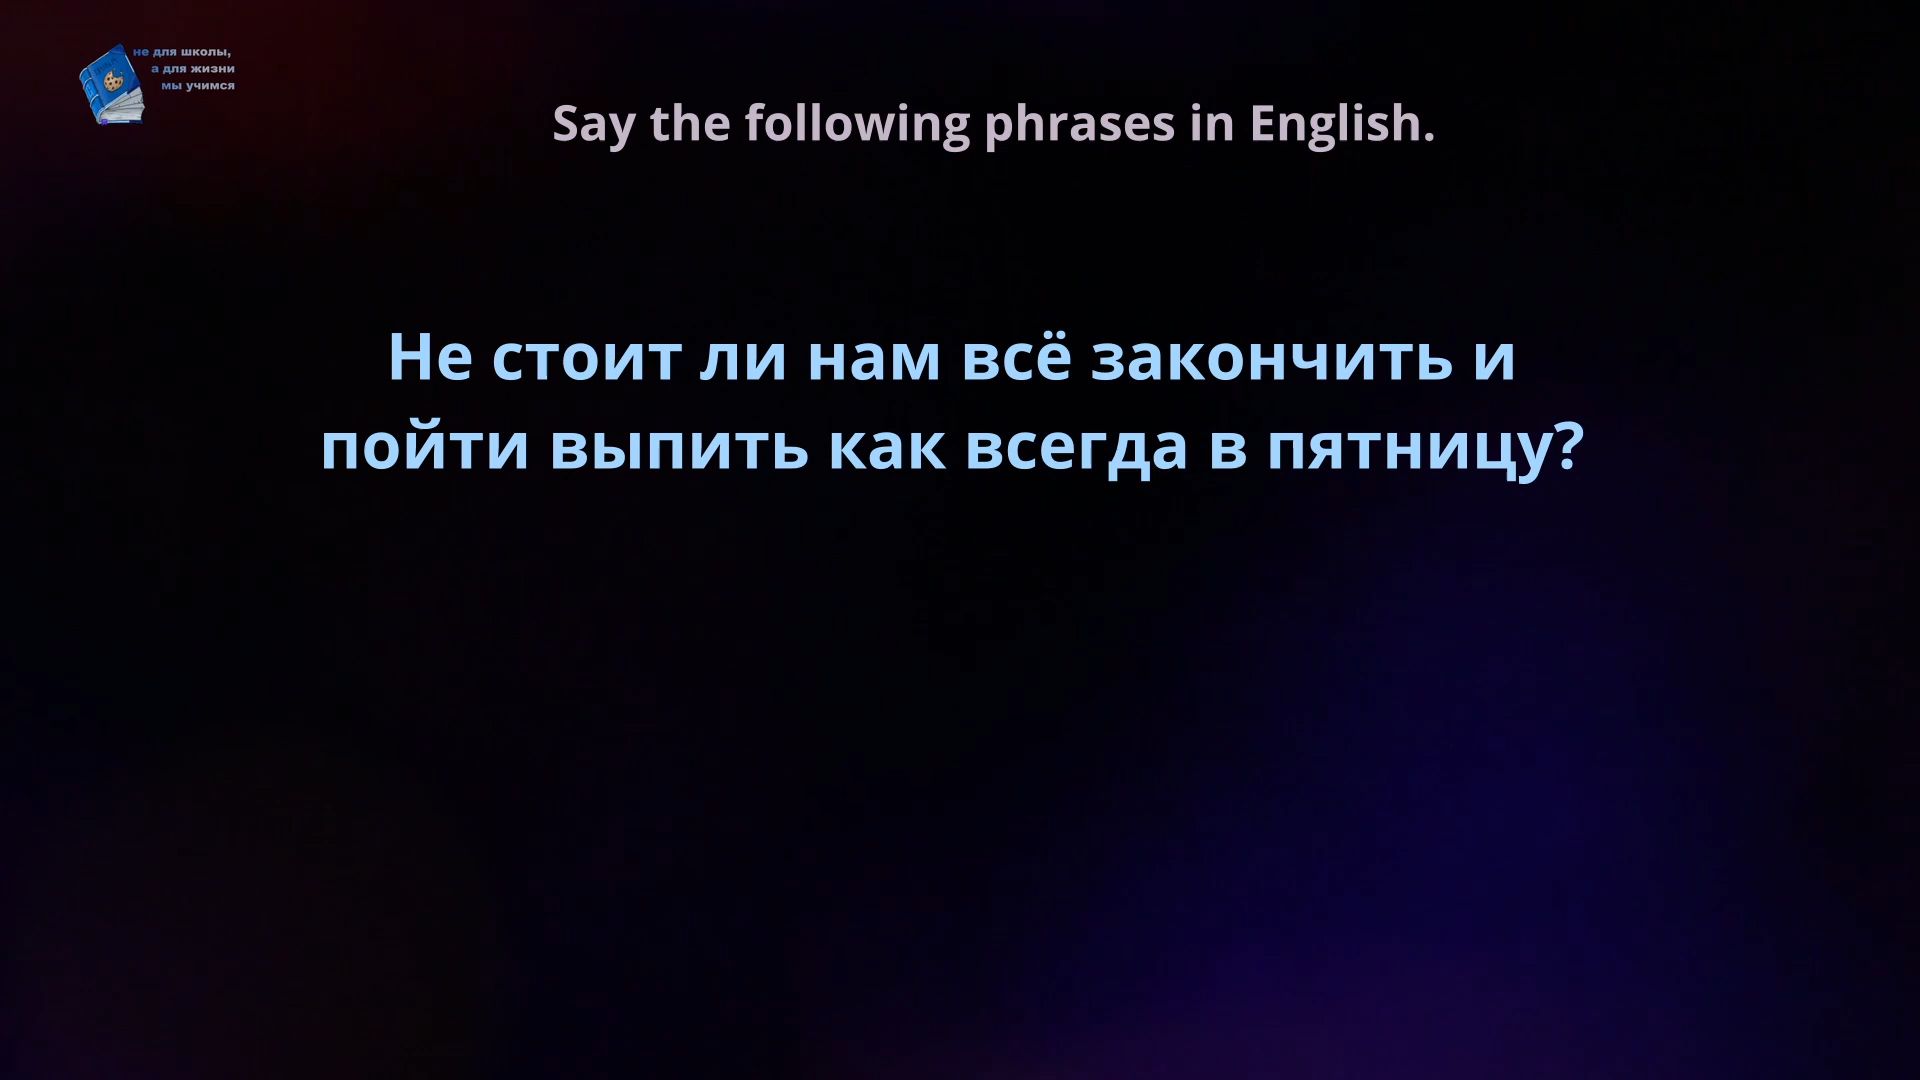 не для школы,
а для жизни
мы учимся
Say the following phrases in English.
Не стоит ли нам всё закончить и
пойти выпить как всегда в пятницу?